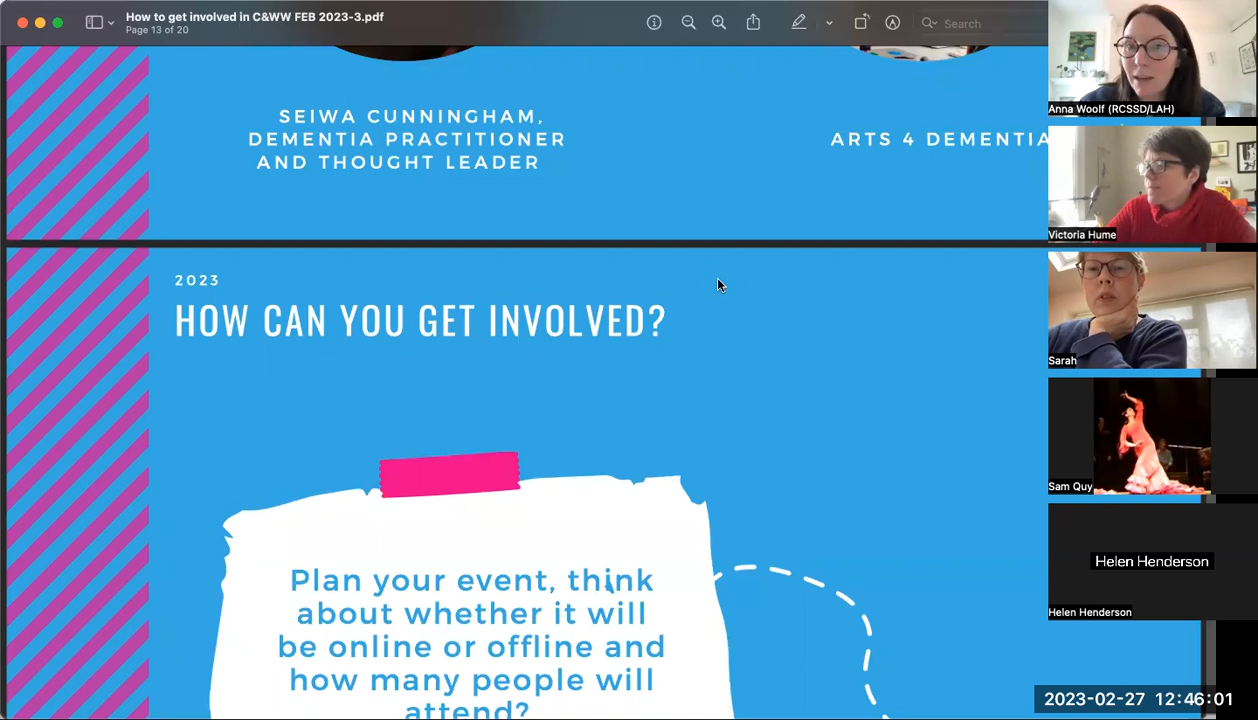 How to get involved in C&WW FEB 2023-3.pdf
Page 13 of 20
Search
SEIWA CUNNINGHAM,
DEMENTIA PRACTITIONER
AND THOUGHT LEADER
ARTS 4 DEMENTIA
2023
HOW CAN YOU GET INVOLVED?
Plan your event, think
about whether it will
be online or offline and
how many people will
attend?
Anna Woolf (RCSSD/LAH)
Victoria Hume
Sarah
Sam Quy
Helen Henderson
Helen Henderson
2023-02-27 12:46:01